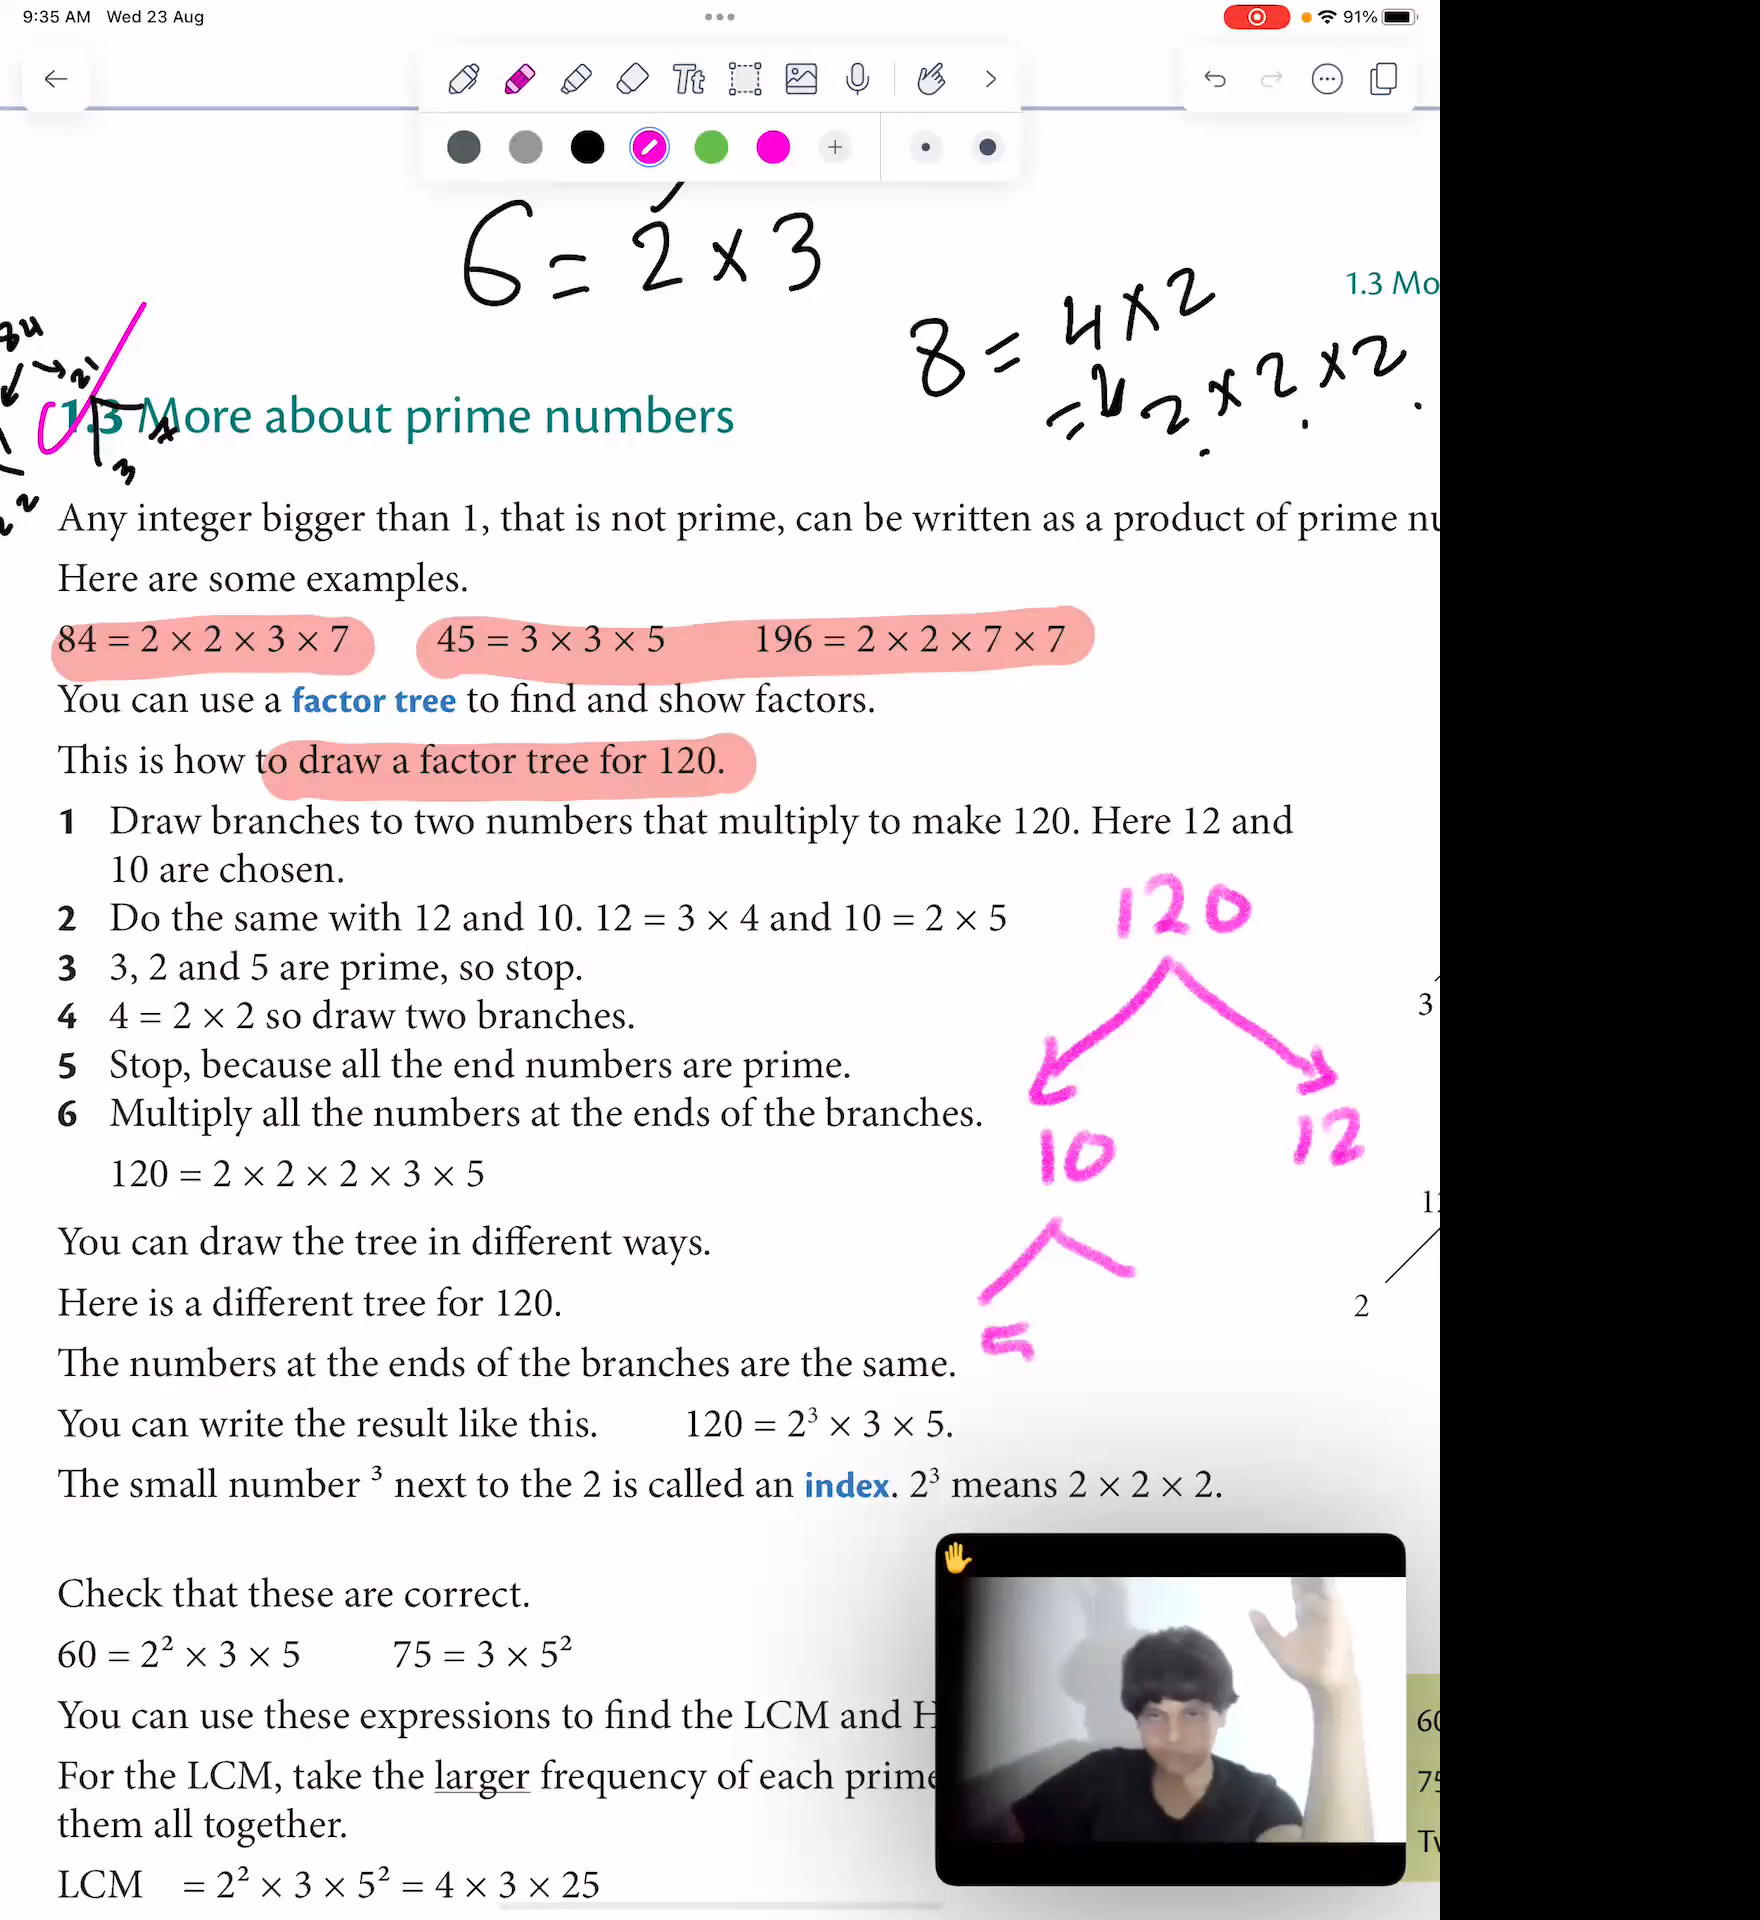 9:35 AM Wed 23 Aug
91%
Tt
6 = 2 × 3
1.3 Mo
8 = 4 × 2
= 2 × 2 × 2
84
21
3
2
1.3 More about prime numbers
Any integer bigger than 1, that is not prime, can be written as a product of prime nu
Here are some examples.
84 = 2 × 2 × 3 × 7 45 = 3 × 3 × 5 196 = 2 × 2 × 7 × 7
You can use a factor tree to find and show factors.
This is how to draw a factor tree for 120.
1 Draw branches to two numbers that multiply to make 120. Here 12 and
10 are chosen.
2 Do the same with 12 and 10. 12 = 3 × 4 and 10 = 2 × 5
3 3, 2 and 5 are prime, so stop.
4 4 = 2 × 2 so draw two branches.
5 Stop, because all the end numbers are prime.
6 Multiply all the numbers at the ends of the branches.
120 = 2 × 2 × 2 × 3 × 5
120
3
10 12
5
2
You can draw the tree in different ways.
Here is a different tree for 120.
The numbers at the ends of the branches are the same.
You can write the result like this. 120 = 2³ × 3 × 5.
The small number ³ next to the 2 is called an index. 2³ means 2 × 2 × 2.
Check that these are correct.
60 = 2² × 3 × 5 75 = 3 × 5²
You can use these expressions to find the LCM and H
For the LCM, take the larger frequency of each prime
them all together.
LCM = 2² × 3 × 5² = 4 × 3 × 25
60
75